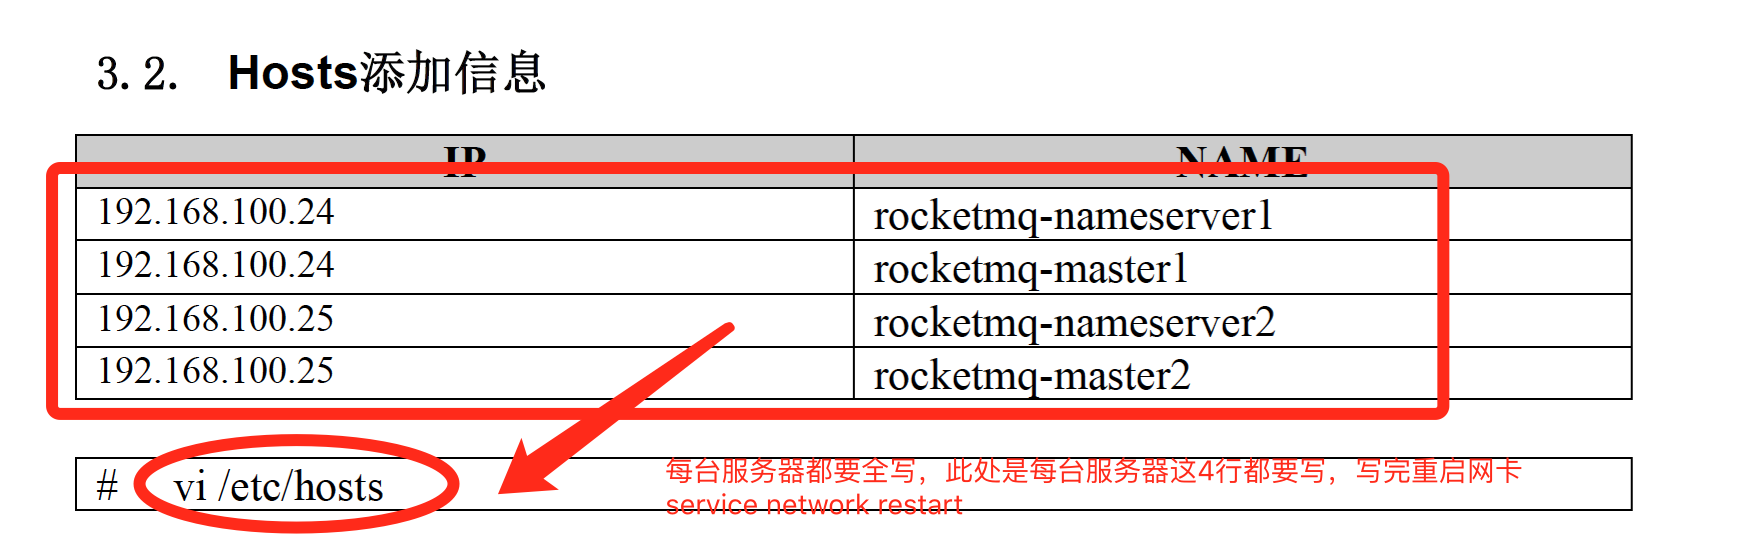 3.2. Hosts添加信息
IP NAME
192.168.100.24 rocketmq-nameserver1
192.168.100.24 rocketmq-master1
192.168.100.25 rocketmq-nameserver2
192.168.100.25 rocketmq-master2
# vi /etc/hosts
每台服务器都要全写，此处是每台服务器这4行都要写，写完重启网卡
service network restart